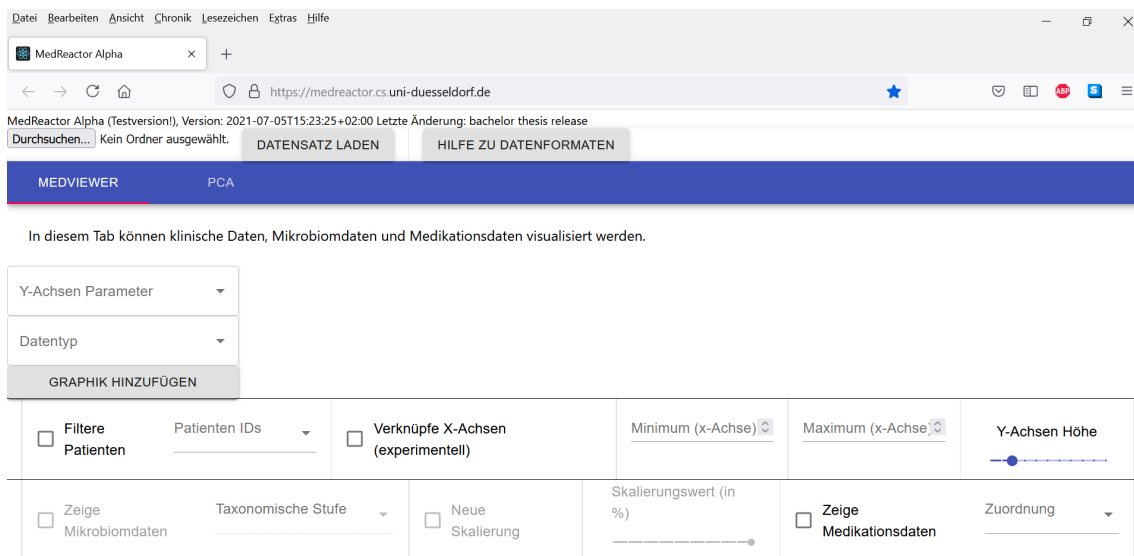 Datei Bearbeiten Ansicht Chronik Lesezeichen Extras Hilfe
MedReactor Alpha
https://medreactor.cs.uni-duesseldorf.de
ABP
S
MedReactor Alpha (Testversion!), Version: 2021-07-05T15:23:25+02:00 Letzte Änderung: bachelor thesis release
Durchsuchen... Kein Ordner ausgewählt. DATENSATZ LADEN HILFE ZU DATENFORMATEN
MEDVIEWER PCA
In diesem Tab können klinische Daten, Mikrobiomdaten und Medikationsdaten visualisiert werden.
Y-Achsen Parameter
Datentyp
GRAPHIK HINZUFÜGEN
Filtere Patienten
Patienten IDs
Verknüpfe X-Achsen
(experimentell)
Minimum (x-Achse)
Maximum (x-Achse)
Y-Achsen Höhe
Zeige
Mikrobiomdaten
Taxonomische Stufe
Neue
Skalierung
Skalierungswert (in
%)
Zeige
Medikationsdaten
Zuordnung